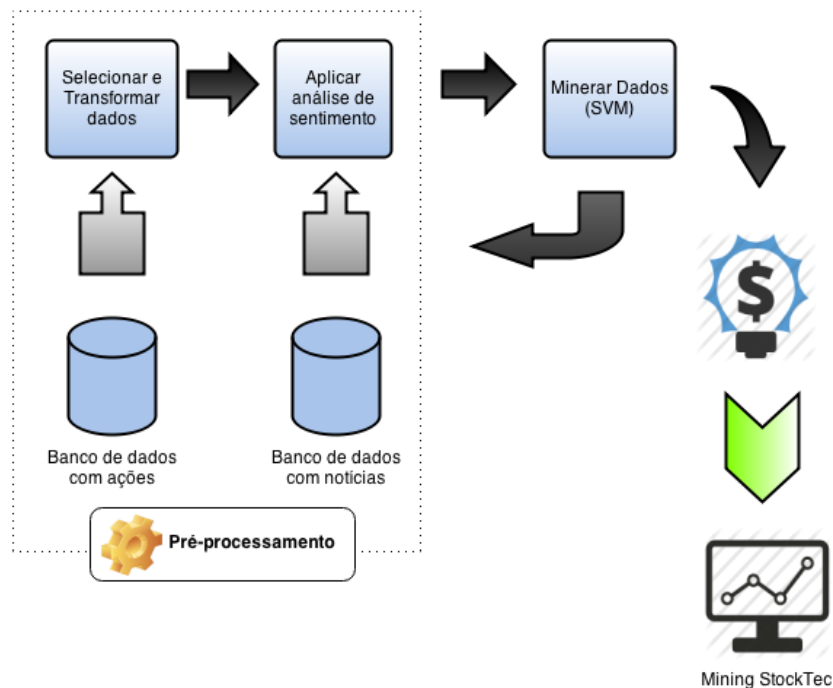 Selecionar e
Transformar
dados
Aplicar
análise de
sentimento
Minerar Dados
(SVM)
$
Banco de dados
com ações
Banco de dados
com notícias
Pré-processamento
Mining StockTec